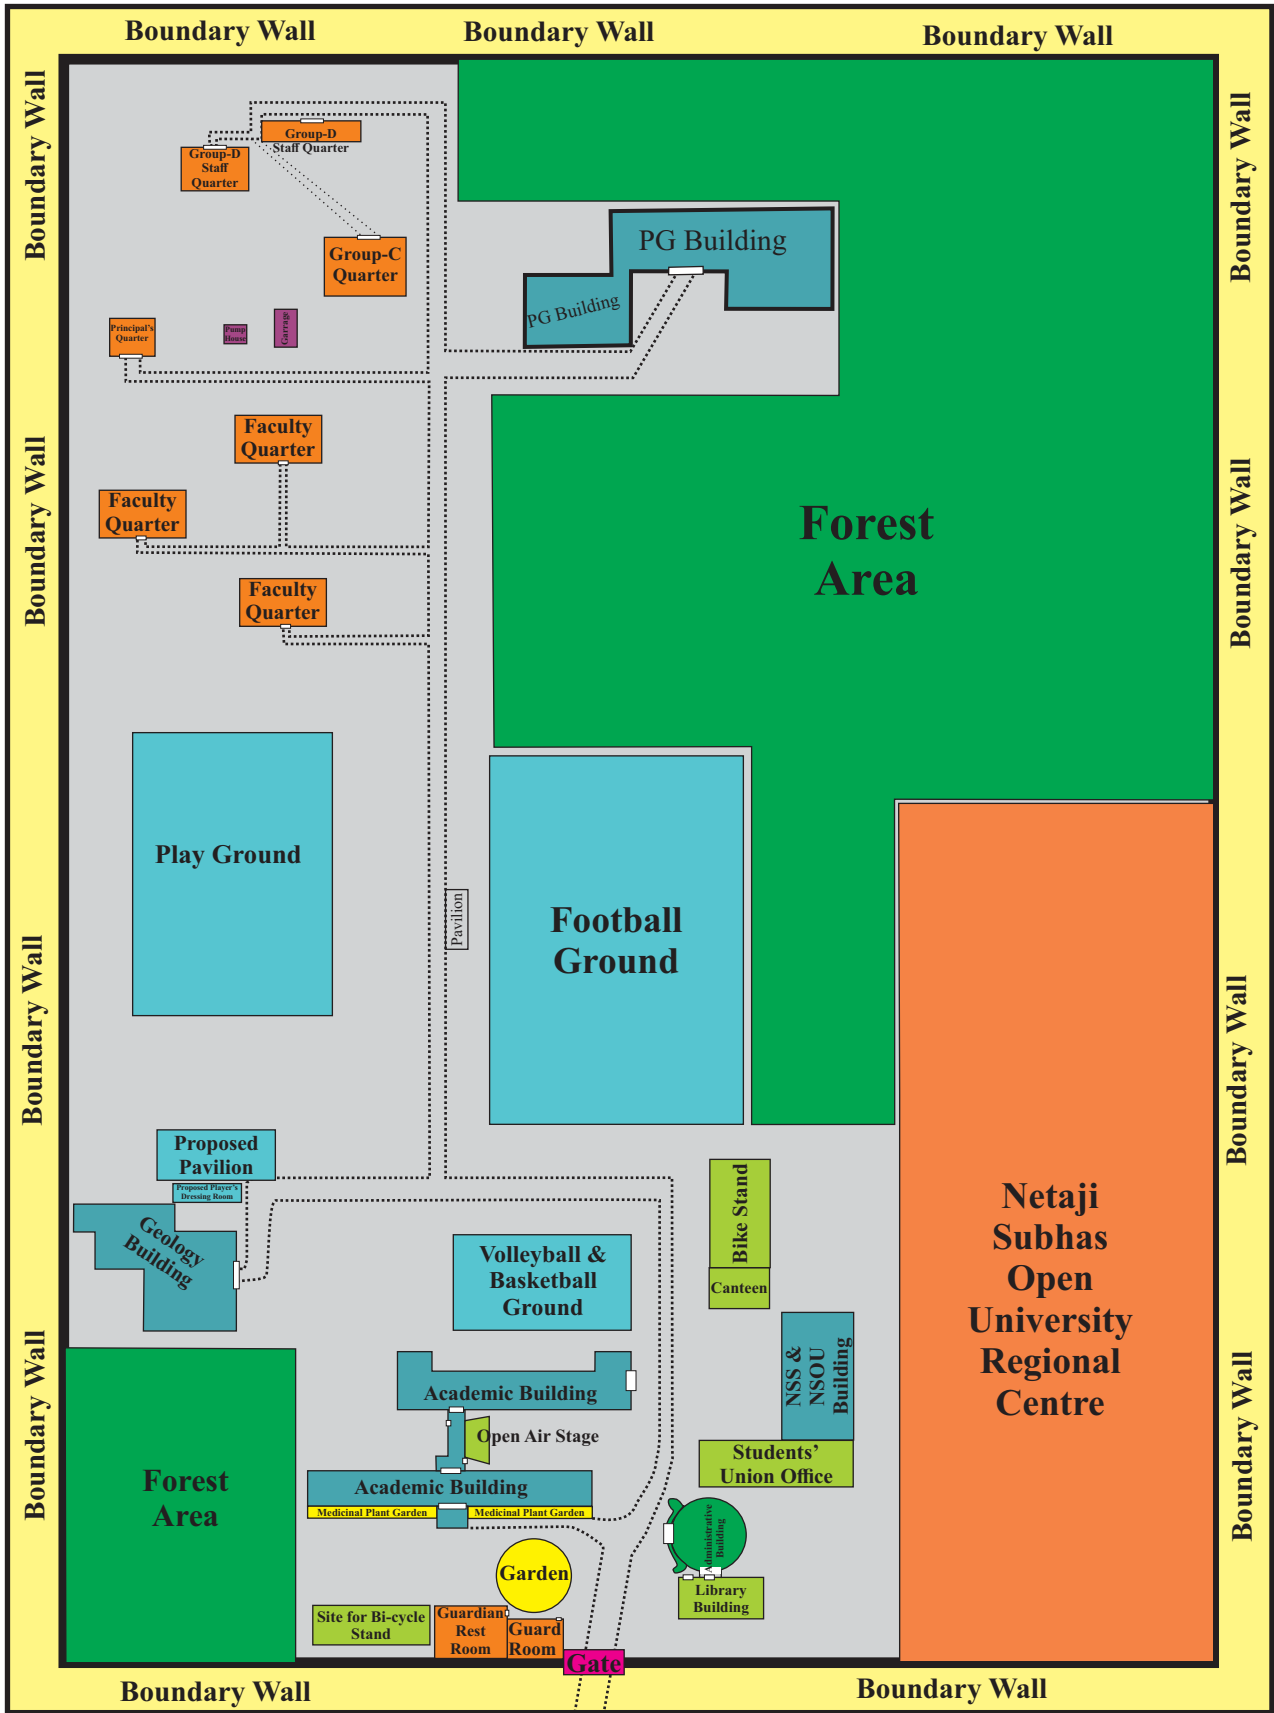 Boundary Wall
Boundary Wall
Boundary Wall
Boundary Wall
Boundary Wall
Group-D
Staff Quarter
Group-D
Staff
Quarter
PG Building
Group-C
Quarter
PG Building
Principal's
Quarter
Pump
House
Garrage
Faculty
Quarter
Boundary Wall
Boundary Wall
Faculty
Quarter
Forest
Area
Faculty
Quarter
Play Ground
Pavilion
Football
Ground
Boundary Wall
Boundary Wall
Proposed
Pavilion
Proposed Player's
Dressing Room
Geology
Building
Bike Stand
Canteen
Volleyball &
Basketball
Ground
Netaji
Subhas
Open
University
Regional
Centre
NSS &
NSOU
Building
Boundary Wall
Boundary Wall
Academic Building
Open Air Stage
Students'
Union Office
Academic Building
Medicinal Plant Garden
Medicinal Plant Garden
Forest
Area
Administrative
Building
Garden
Library
Building
Site for Bi-cycle
Stand
Guardian
Rest
Room
Guard
Room
Gate
Boundary Wall
Boundary Wall